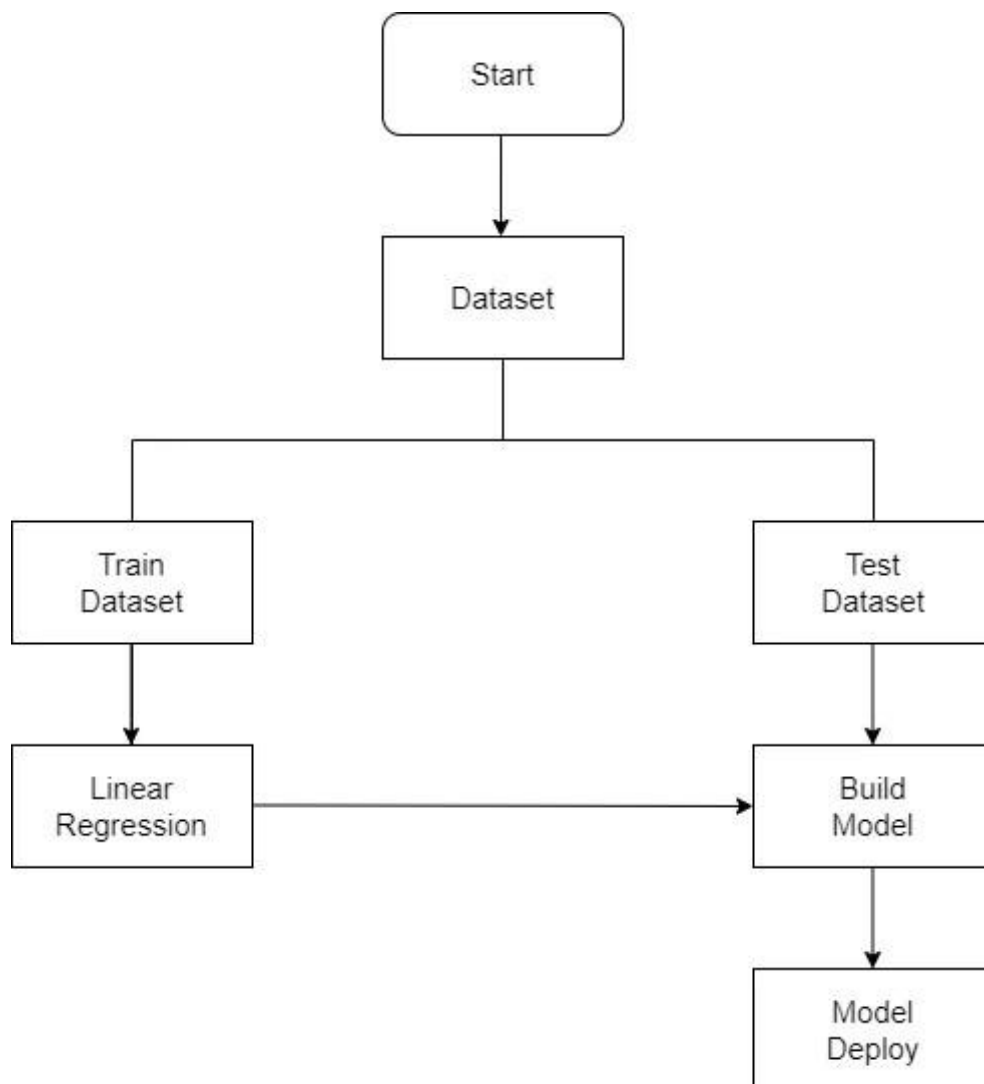 Start
Dataset
Train
Dataset
Test
Dataset
Linear
Regression
Build
Model
Model
Deploy